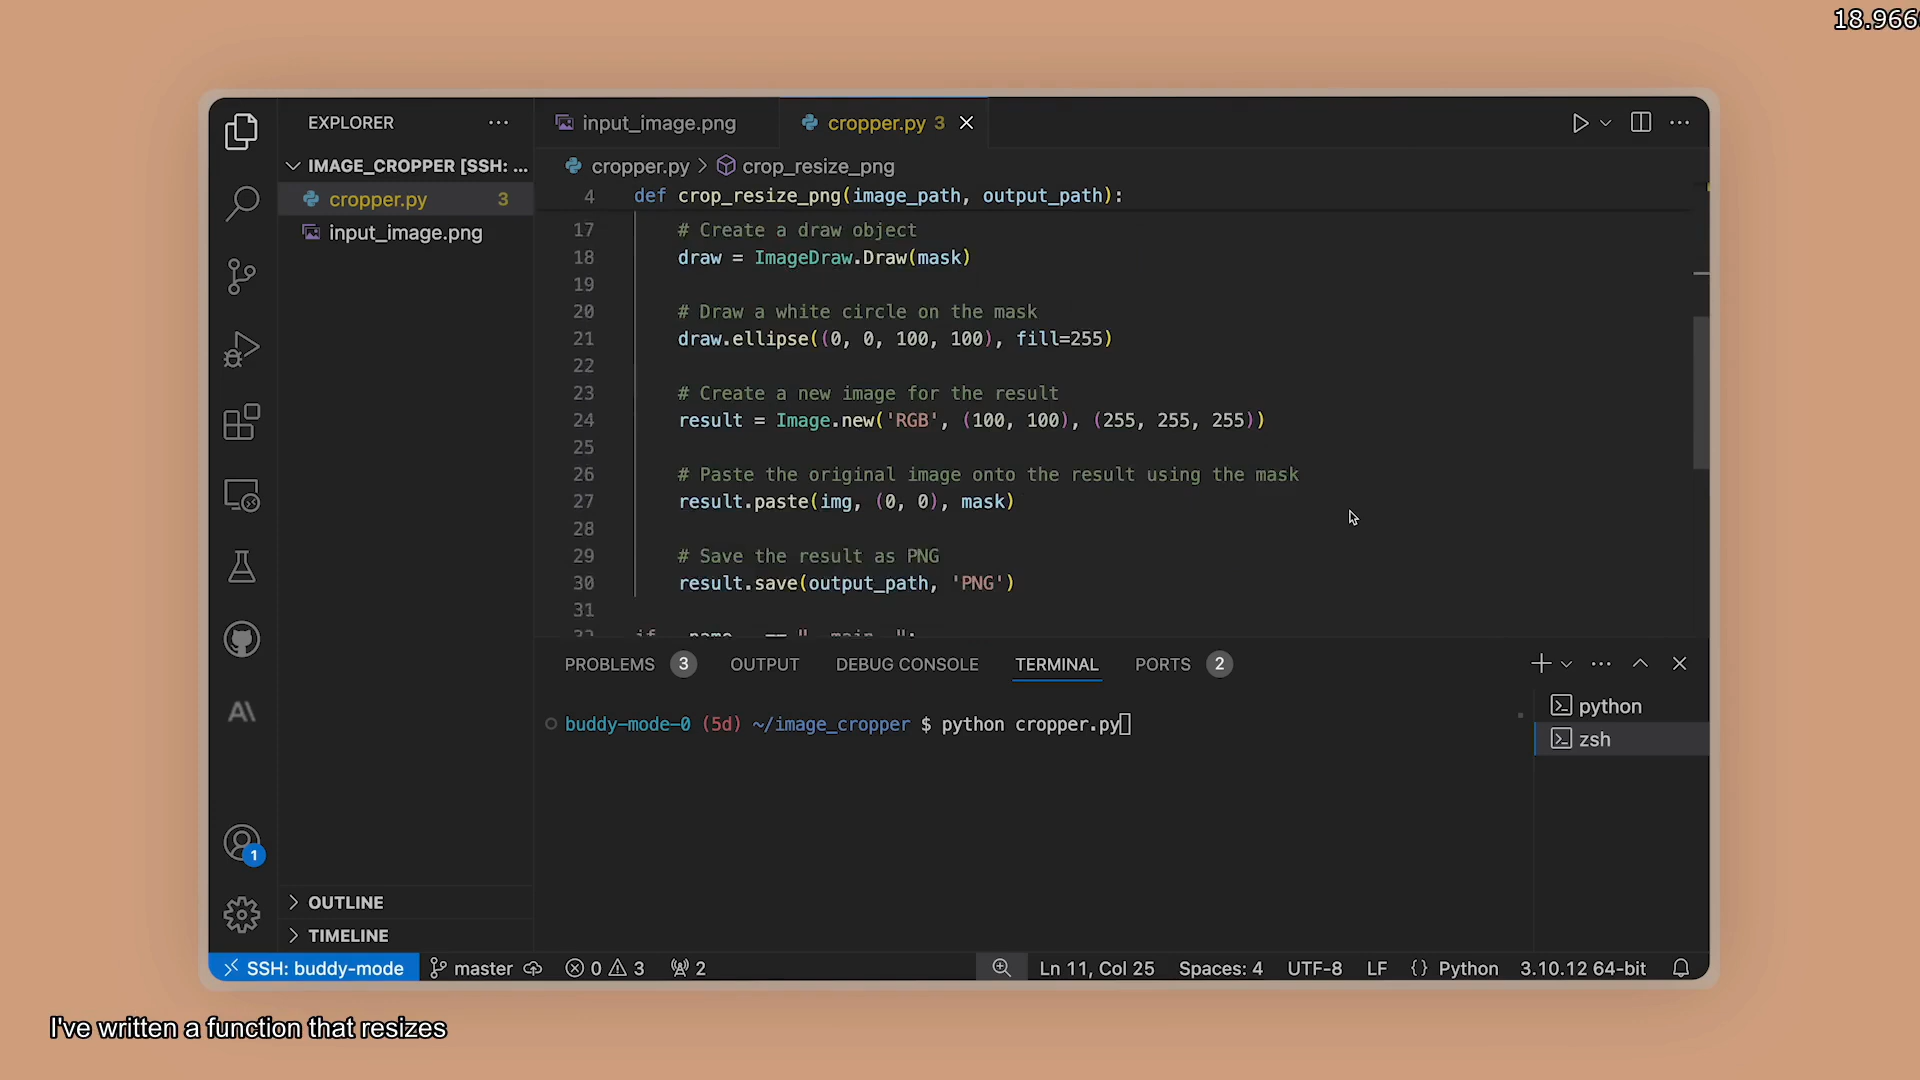 18.966
EXPLORER
IMAGE_CROPPER [SSH: ...
cropper.py 3
input_image.png
OUTLINE
TIMELINE
input_image.png
cropper.py 3
cropper.py > crop_resize_png
4 def crop_resize_png(image_path, output_path):
17 # Create a draw object
18 draw = ImageDraw.Draw(mask)
19
20 # Draw a white circle on the mask
21 draw.ellipse((0, 0, 100, 100), fill=255)
22
23 # Create a new image for the result
24 result = Image.new('RGB', (100, 100), (255, 255, 255))
25
26 # Paste the original image onto the result using the mask
27 result.paste(img, (0, 0), mask)
28
29 # Save the result as PNG
30 result.save(output_path, 'PNG')
31
PROBLEMS 3 OUTPUT DEBUG CONSOLE TERMINAL PORTS 2
buddy-mode-0 (5d) ~/image_cropper $ python cropper.py
python
zsh
1
SSH: buddy-mode master 0 3 2 Ln 11, Col 25 Spaces: 4 UTF-8 LF {} Python 3.10.12 64-bit
I've written a function that resizes